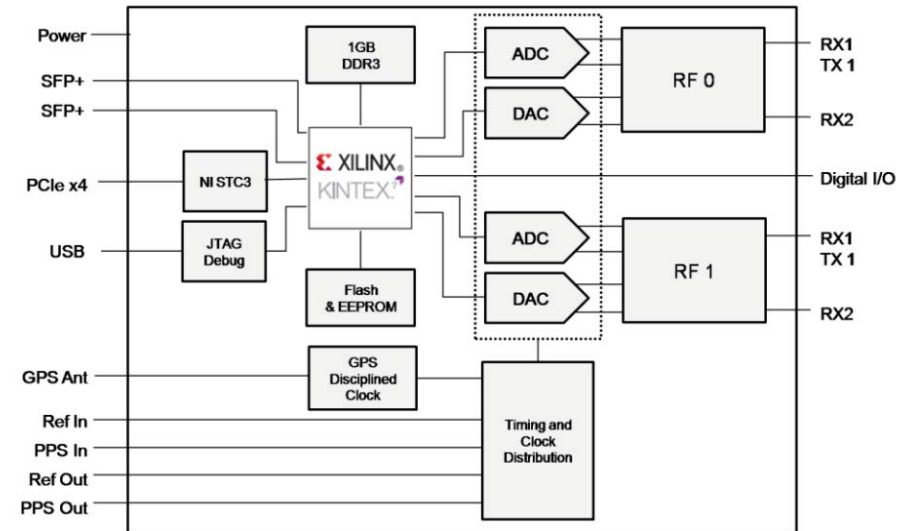 Power
SFP+
SFP+
PCIe x4
USB
GPS Ant
Ref In
PPS In
Ref Out
PPS Out
1GB
DDR3
XILINX®
KINTEX7
NI STC3
JTAG
Debug
Flash
& EEPROM
GPS
Disciplined
Clock
ADC
DAC
ADC
DAC
Timing and
Clock
Distribution
RF 0
RF 1
RX1
TX 1
RX2
Digital I/O
RX1
TX 1
RX2